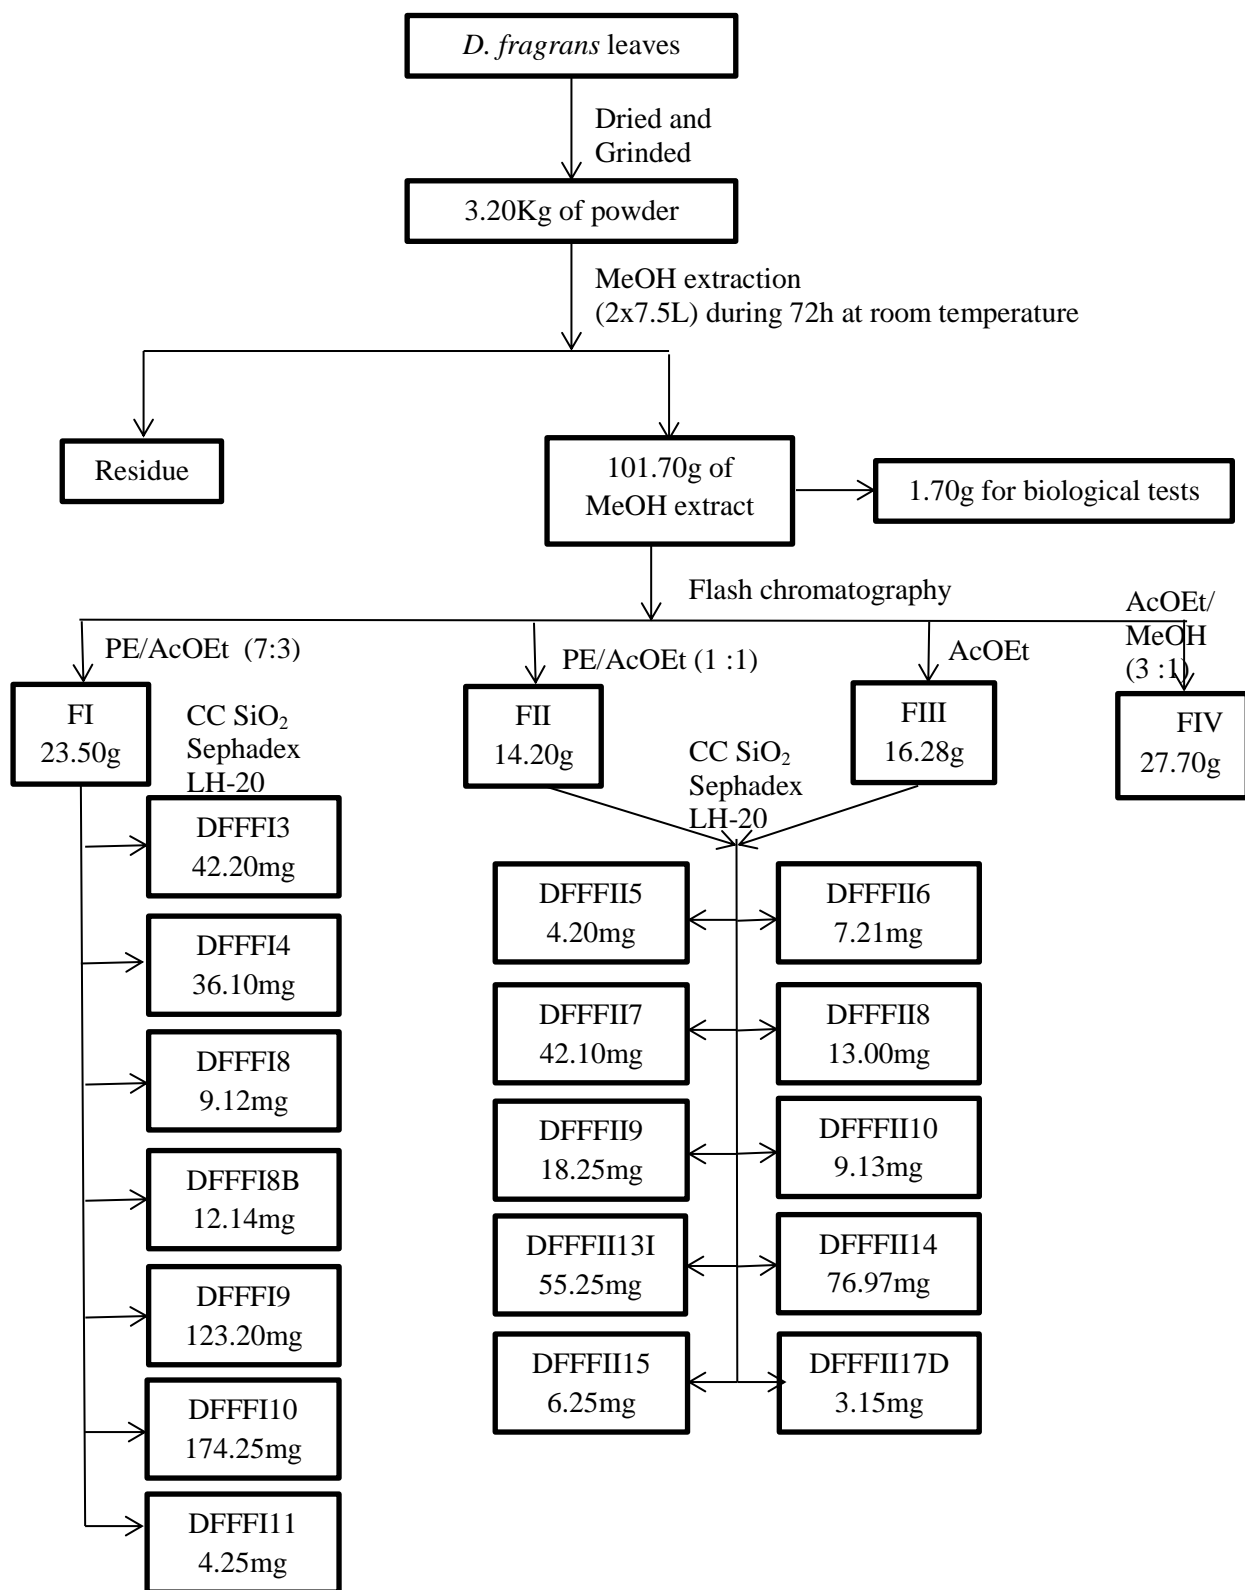 D. fragrans leaves
Dried and
Grinded
3.20Kg of powder
MeOH extraction
(2x7.5L) during 72h at room temperature
Residue
101.70g of
MeOH extract
1.70g for biological tests
Flash chromatography
PE/AcOEt (7:3)
PE/AcOEt (1 :1)
AcOEt
AcOEt/
MeOH
(3 :1)
FI
23.50g
CC SiO₂
Sephadex
LH-20
FII
14.20g
CC SiO₂
Sephadex
LH-20
FIII
16.28g
FIV
27.70g
DFFFI3
42.20mg
DFFFI4
36.10mg
DFFFI8
9.12mg
DFFFI8B
12.14mg
DFFFI9
123.20mg
DFFFI10
174.25mg
DFFFI11
4.25mg
DFFFII5
4.20mg
DFFFII6
7.21mg
DFFFII7
42.10mg
DFFFII8
13.00mg
DFFFII9
18.25mg
DFFFII10
9.13mg
DFFFII13I
55.25mg
DFFFII14
76.97mg
DFFFII15
6.25mg
DFFFII17D
3.15mg